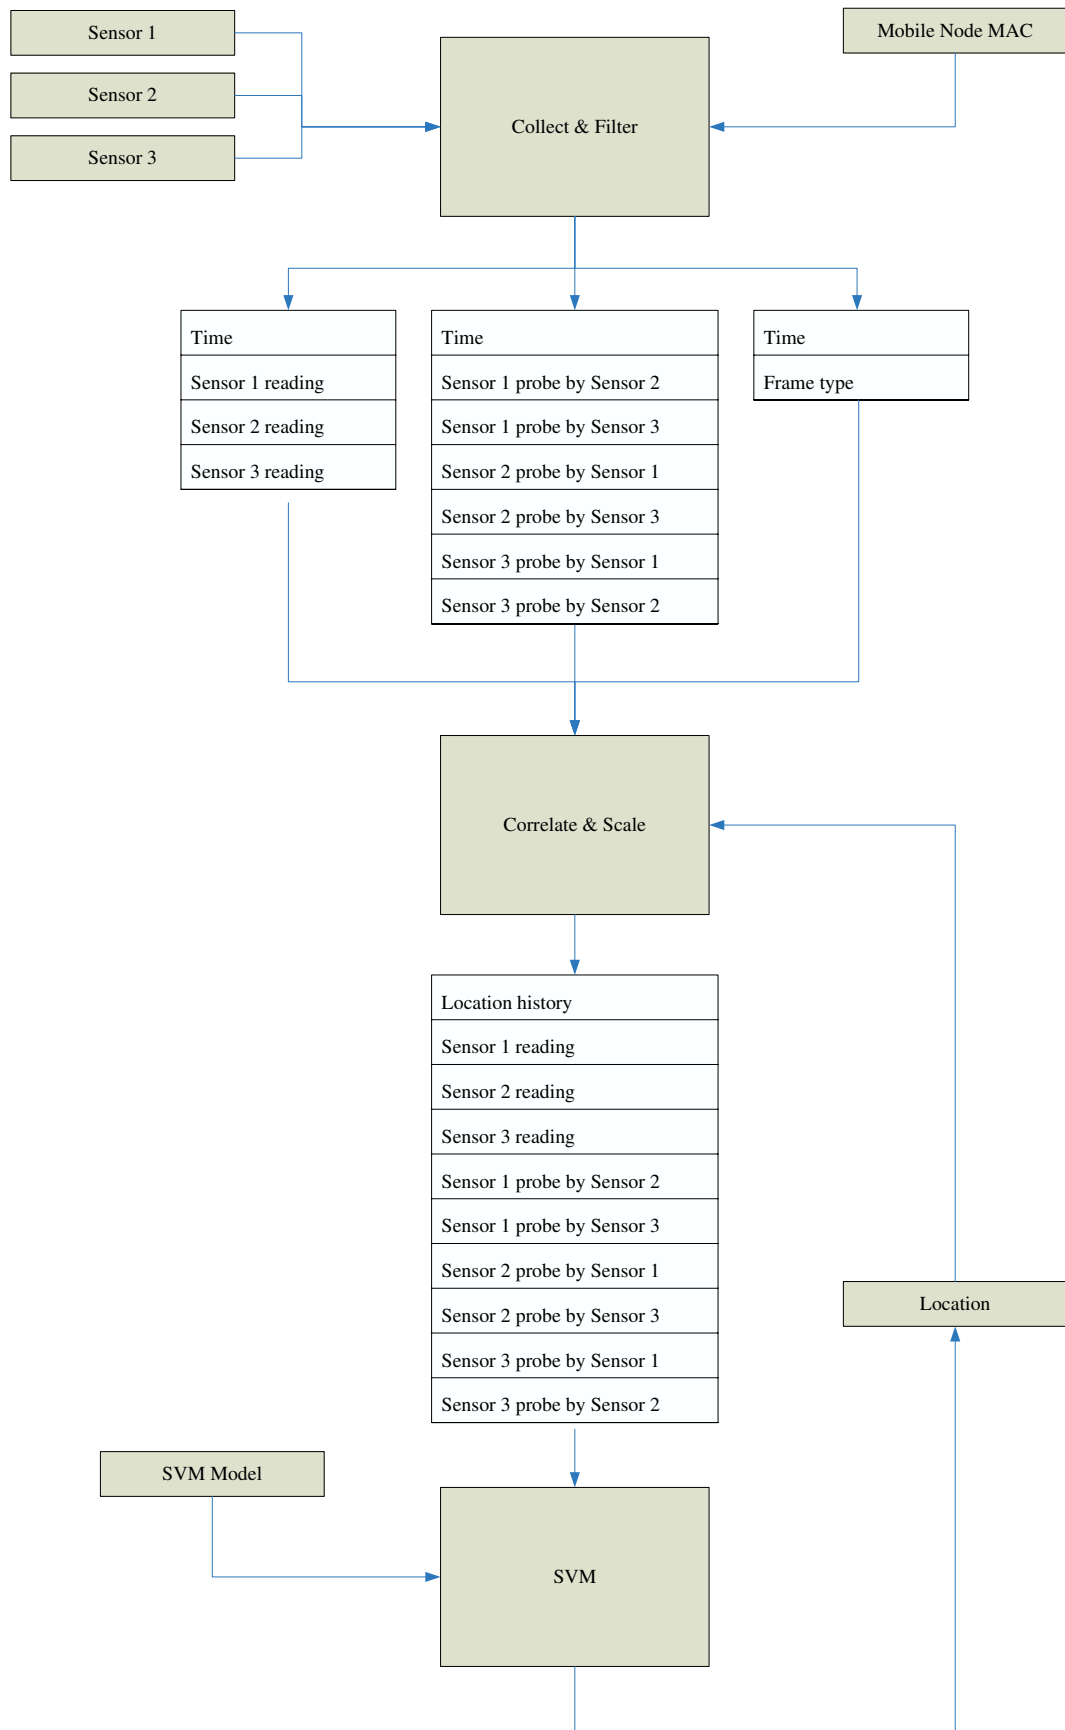 Sensor 1
Sensor 2
Sensor 3
Mobile Node MAC
Collect & Filter
Time
Sensor 1 reading
Sensor 2 reading
Sensor 3 reading
Time
Sensor 1 probe by Sensor 2
Sensor 1 probe by Sensor 3
Sensor 2 probe by Sensor 1
Sensor 2 probe by Sensor 3
Sensor 3 probe by Sensor 1
Sensor 3 probe by Sensor 2
Time
Frame type
Correlate & Scale
Location history
Sensor 1 reading
Sensor 2 reading
Sensor 3 reading
Sensor 1 probe by Sensor 2
Sensor 1 probe by Sensor 3
Sensor 2 probe by Sensor 1
Sensor 2 probe by Sensor 3
Sensor 3 probe by Sensor 1
Sensor 3 probe by Sensor 2
Location
SVM Model
SVM